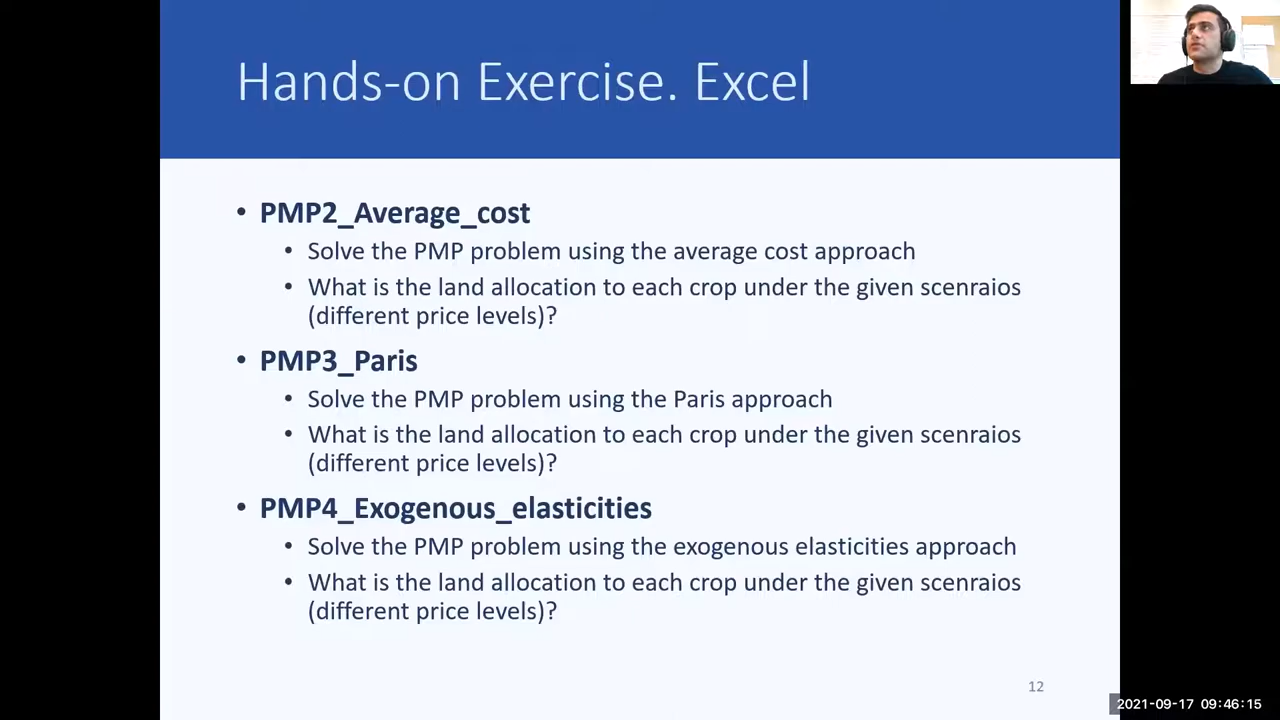 Hands-on Exercise. Excel
• PMP2_Average_cost
• Solve the PMP problem using the average cost approach
• What is the land allocation to each crop under the given scenraios
(different price levels)?
• PMP3_Paris
• Solve the PMP problem using the Paris approach
• What is the land allocation to each crop under the given scenraios
(different price levels)?
• PMP4_Exogenous_elasticities
• Solve the PMP problem using the exogenous elasticities approach
• What is the land allocation to each crop under the given scenraios
(different price levels)?
12
2021-09-17 09:46:15